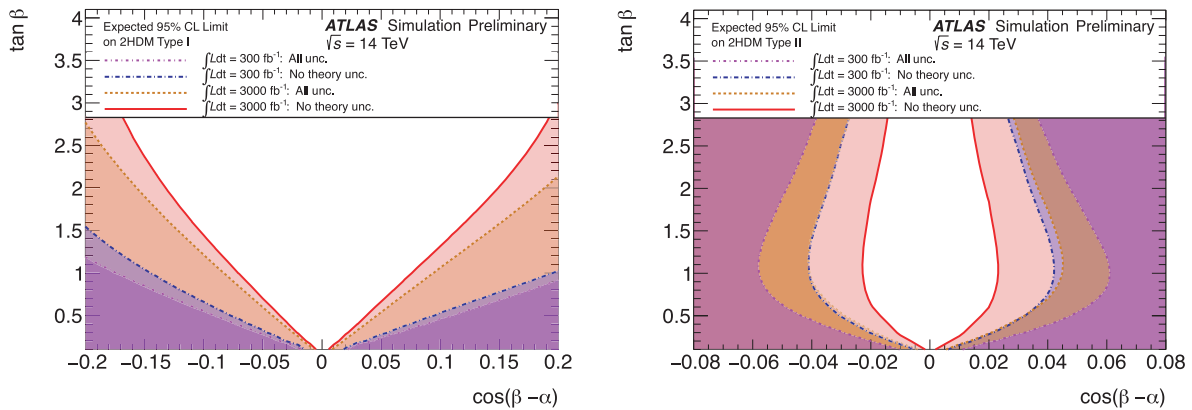 Expected 95% CL Limit
on 2HDM Type I
ATLAS Simulation Preliminary
√s = 14 TeV
∫Ldt = 300 fb⁻¹: All unc.
∫Ldt = 300 fb⁻¹: No theory unc.
∫Ldt = 3000 fb⁻¹: All unc.
∫Ldt = 3000 fb⁻¹: No theory unc.
tan β
4
3.5
3
2.5
2
1.5
1
0.5
−0.2 −0.15 −0.1 −0.05 0 0.05 0.1 0.15 0.2
cos(β −α)
Expected 95% CL Limit
on 2HDM Type II
ATLAS Simulation Preliminary
√s = 14 TeV
∫Ldt = 300 fb⁻¹: All unc.
∫Ldt = 300 fb⁻¹: No theory unc.
∫Ldt = 3000 fb⁻¹: All unc.
∫Ldt = 3000 fb⁻¹: No theory unc.
tan β
4
3.5
3
2.5
2
1.5
1
0.5
−0.08 −0.06 −0.04 −0.02 0 0.02 0.04 0.06 0.08
cos(β −α)